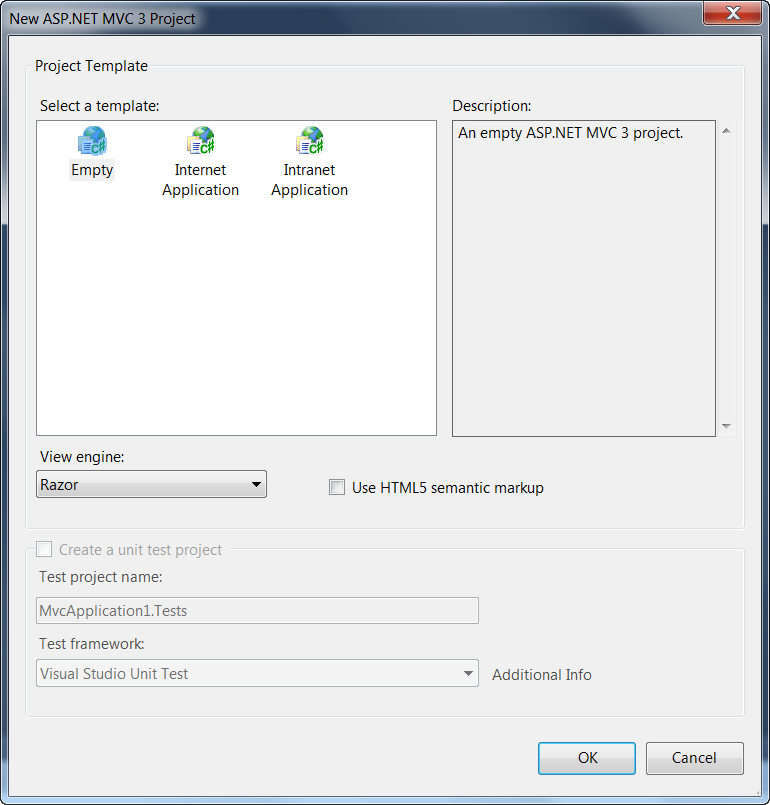 New ASP.NET MVC 3 Project
Project Template
Select a template:
Description:
Empty
Internet
Application
Intranet
Application
An empty ASP.NET MVC 3 project.
View engine:
Razor
Use HTML5 semantic markup
Create a unit test project
Test project name:
MvcApplication1.Tests
Test framework:
Visual Studio Unit Test
Additional Info
OK
Cancel